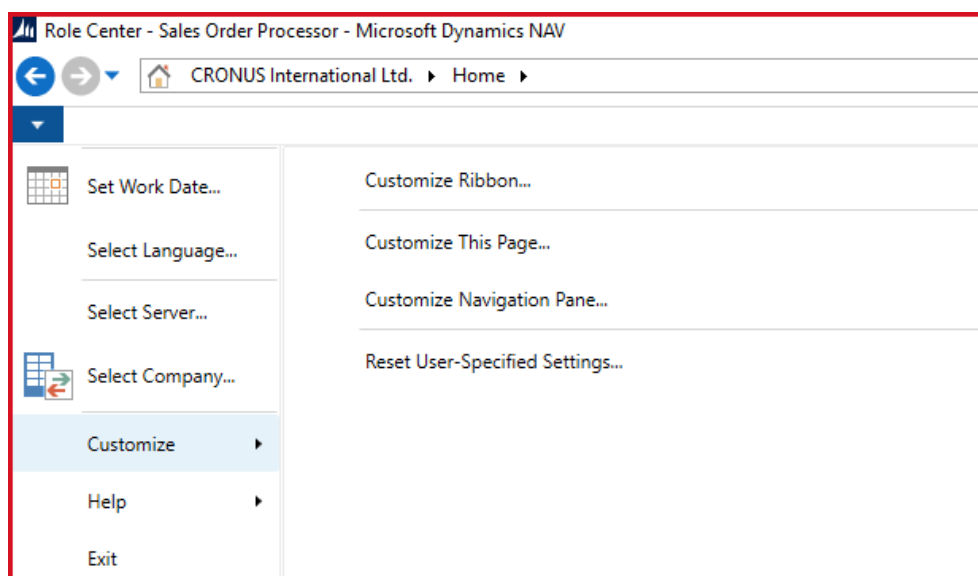 Role Center - Sales Order Processor - Microsoft Dynamics NAV
CRONUS International Ltd. Home
Set Work Date...
Select Language...
Select Server...
Select Company...
Customize
Help
Exit
Customize Ribbon...
Customize This Page...
Customize Navigation Pane...
Reset User-Specified Settings...